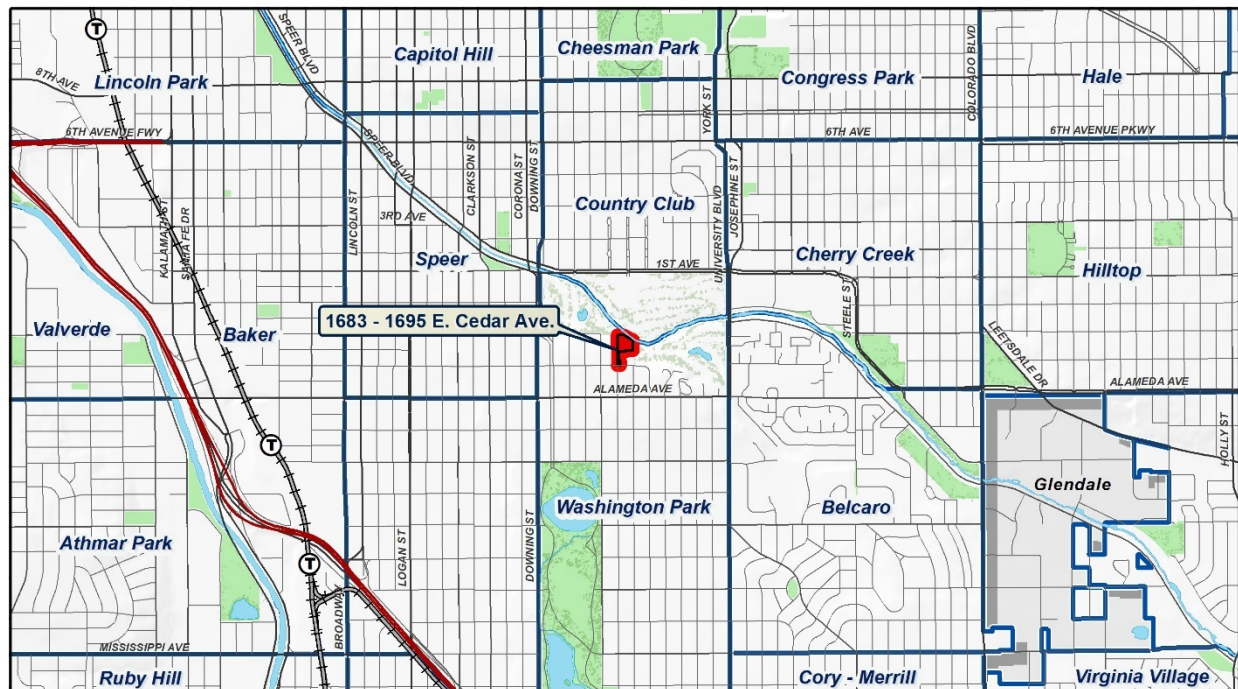 T
SPEER BLVD
Capitol Hill
Cheesman Park
Congress Park
COLORADO BLVD
Hale
8TH AVE
Lincoln Park
YORK ST
6TH AVENUE FWY
SPEER BLVD
6TH AVE
6TH AVENUE PKWY
CLARKSON ST
CORONA ST
DOWNING ST
JOSEPHINE ST
KALAMATH ST
SANTA FE DR
LINCOLN ST
3RD AVE
Country Club
UNIVERSITY BLVD
Speer
1ST AVE
Cherry Creek
Hilltop
STEELE ST
1683 - 1695 E. Cedar Ave.
Valverde
Baker
LEETSDALE DR
ALAMEDA AVE
ALAMEDA AVE
HOLLY ST
T
Glendale
Washington Park
Belcaro
Athmar Park
LOGAN ST
DOWNING ST
T
BROADWAY
MISSISSIPPI AVE
Ruby Hill
Cory - Merrill
Virginia Village